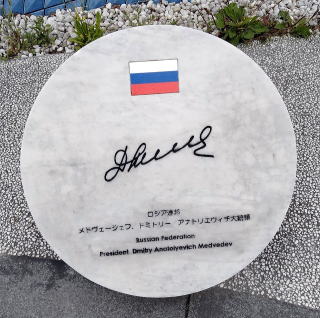 ロシア連邦
メドヴェージェフ、ドミトリー　アナトリエヴィチ大統領
Russian Federation
President Dmitry Anatolyevich Medvedev